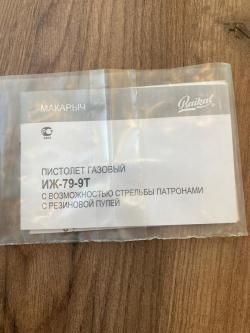 МАКАРЫЧ
Baikal
ПИСТОЛЕТ ГАЗОВЫЙ
ИЖ-79-9Т
С ВОЗМОЖНОСТЬЮ СТРЕЛЬБЫ ПАТРОНАМИ
С РЕЗИНОВОЙ ПУЛЕЙ